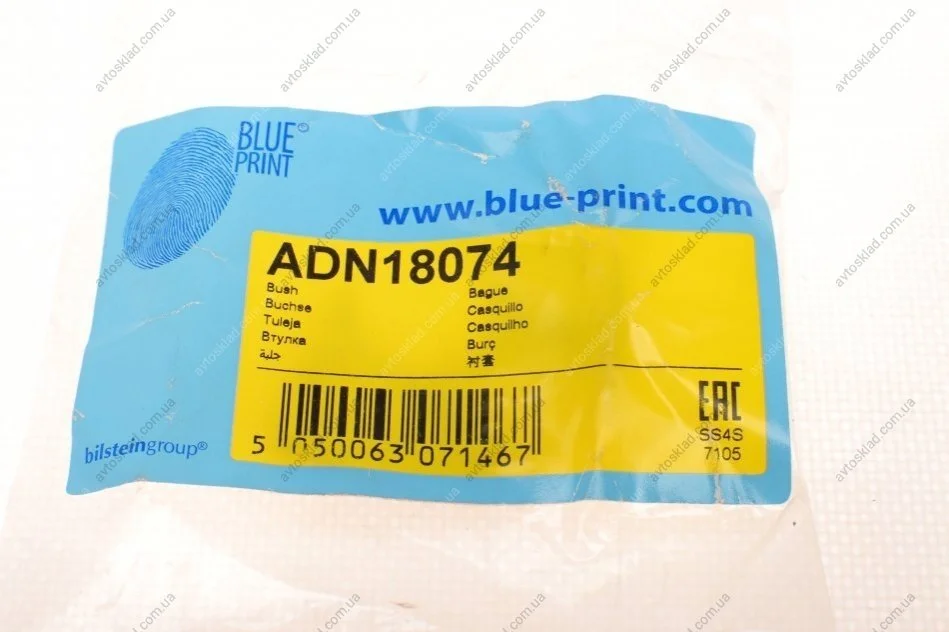 BLUE
PRINT
www.blue-print.com
ADN18074
Bush
Buchse
Tuleja
Втулка
جلبة
Bague
Casquillo
Casquilho
Burç
衬套
5 050063 071467
EAC
SS4S
7105
bilsteingroup®
avtosklad.com.ua